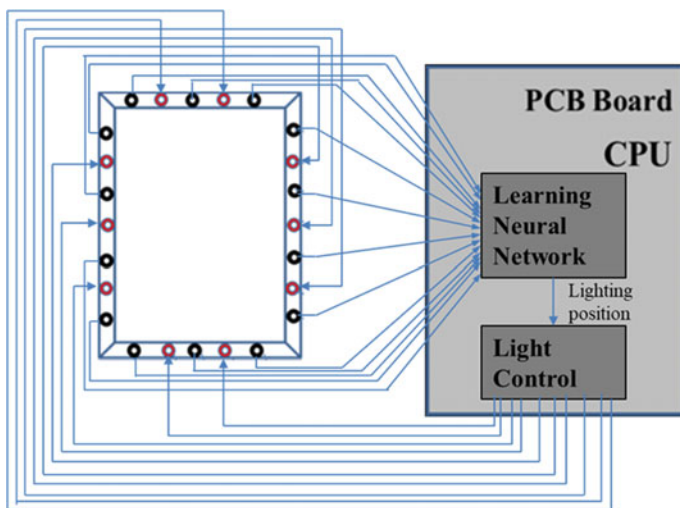 PCB Board
CPU
Learning
Neural
Network
Lighting
position
Light
Control